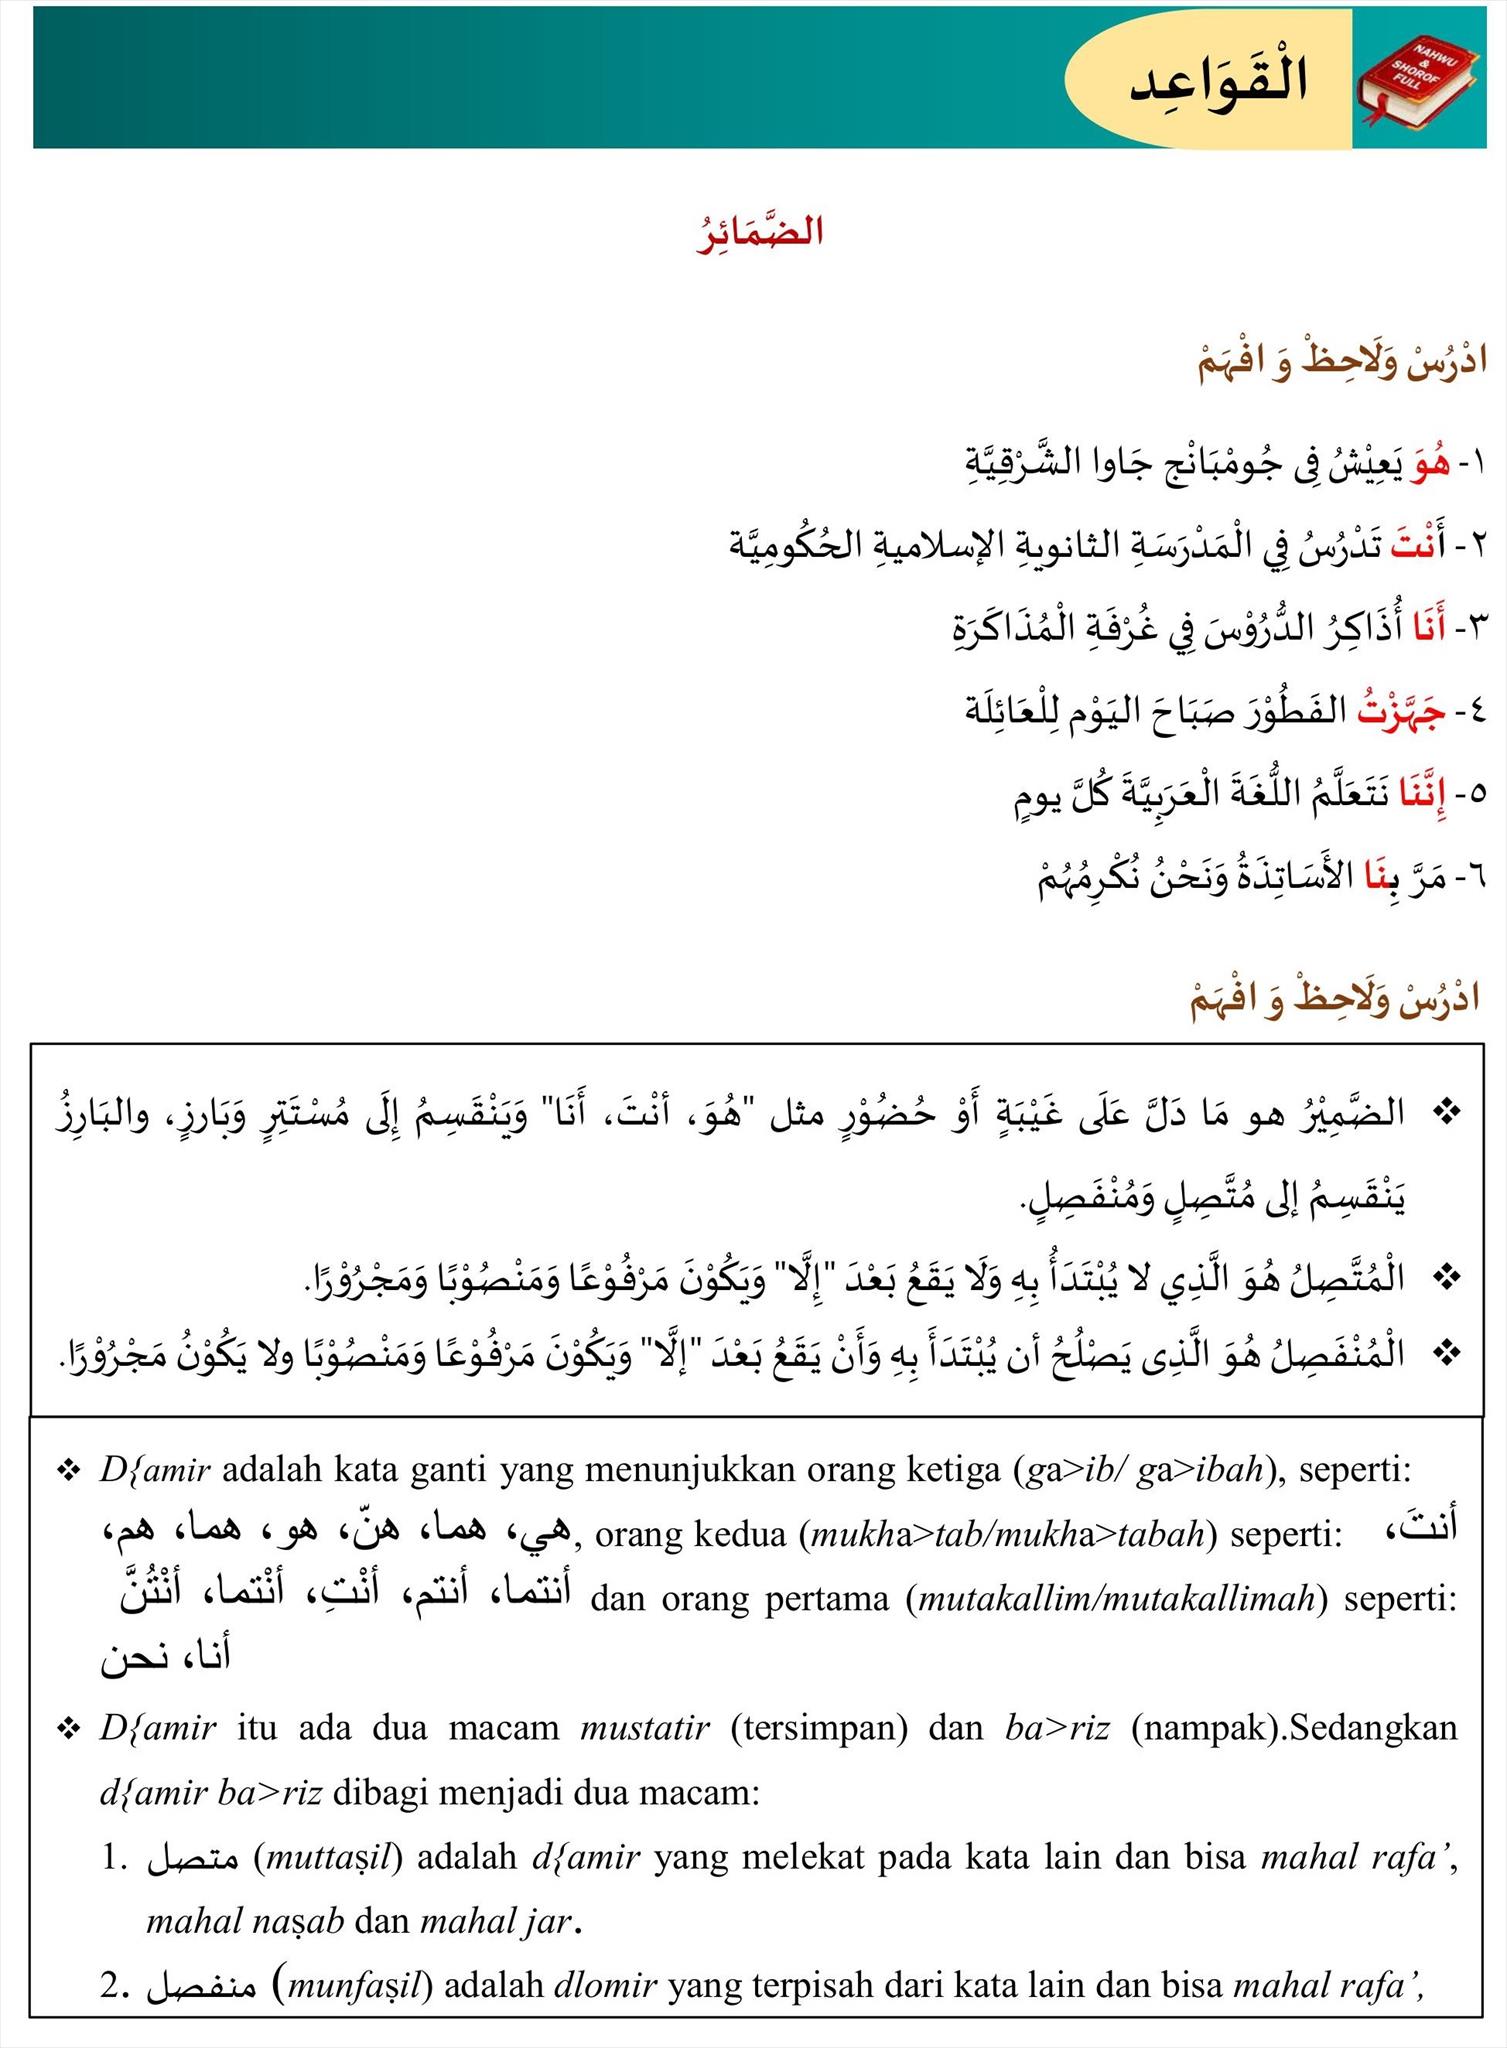 الْقَوَاعِد
NAHWU
&
SHOROF
FULL
الضَّمَائِرُ
ادْرُسْ وَلَاحِظْ وَ افْهَمْ
١- هُوَ يَعِيْشُ فِى جُومْبَانْج جَاوا الشَّرْقِيَّةِ
٢- أَنْتَ تَدْرُسُ فِي الْمَدْرَسَةِ الثانويةِ الإسلاميةِ الحُكُومِيَّة
٣- أَنَا أُذَاكِرُ الدُّرُوْسَ فِي غُرْفَةِ الْمُذَاكَرَةِ
٤- جَهَّزْتُ الفَطُوْرَ صَبَاحَ اليَوْم لِلْعَائِلَة
٥- إِنَّنَا نَتَعَلَّمُ اللُّغَةَ الْعَرَبِيَّةَ كُلَّ يومٍ
٦- مَرَّ بِنَا الأَسَاتِذَةُ وَنَحْنُ نُكْرِمُهُمْ
ادْرُسْ وَلَاحِظْ وَ افْهَمْ
❖ الضَّمِيْرُ هو مَا دَلَّ عَلَى غَيْبَةٍ أَوْ حُضُوْرٍ مثل "هُوَ، أنْتَ، أَنَا" وَيَنْقَسِمُ إِلَى مُسْتَتِرٍ وَبَارزٍ، والبَارِزُ
يَنْقَسِمُ إلى مُتَّصِلٍ وَمُنْفَصِلٍ.
❖ الْمُتَّصِلُ هُوَ الَّذِي لا يُبْتَدَأُ بِهِ وَلَا يَقَعُ بَعْدَ "إِلَّا" وَيَكُوْنَ مَرْفُوْعًا وَمَنْصُوْبًا وَمَجْرُوْرًا.
❖ الْمُنْفَصِلُ هُوَ الَّذِى يَصْلُحُ أن يُبْتَدَأَ بِهِ وَأَنْ يَقَعُ بَعْدَ "إلَّا" وَيَكُوْنَ مَرْفُوْعًا وَمَنْصُوْبًا ولا يَكُوْنُ مَجْرُوْرًا.
❖ D{amir adalah kata ganti yang menunjukkan orang ketiga (ga>ib/ ga>ibah), seperti:
هي، هما، هنّ، هو، هما، هم،, orang kedua (mukha>tab/mukha>tabah) seperti: أنتَ،
أنتما، أنتم، أنْتِ، أنْتما، أنْتُنَّ dan orang pertama (mutakallim/mutakallimah) seperti:
أنا، نحن
❖ D{amir itu ada dua macam mustatir (tersimpan) dan ba>riz (nampak).Sedangkan
d{amir ba>riz dibagi menjadi dua macam:
1. متصل (muttaṣil) adalah d{amir yang melekat pada kata lain dan bisa mahal rafa’,
mahal naṣab dan mahal jar.
2. منفصل (munfaṣil) adalah dlomir yang terpisah dari kata lain dan bisa mahal rafa’,